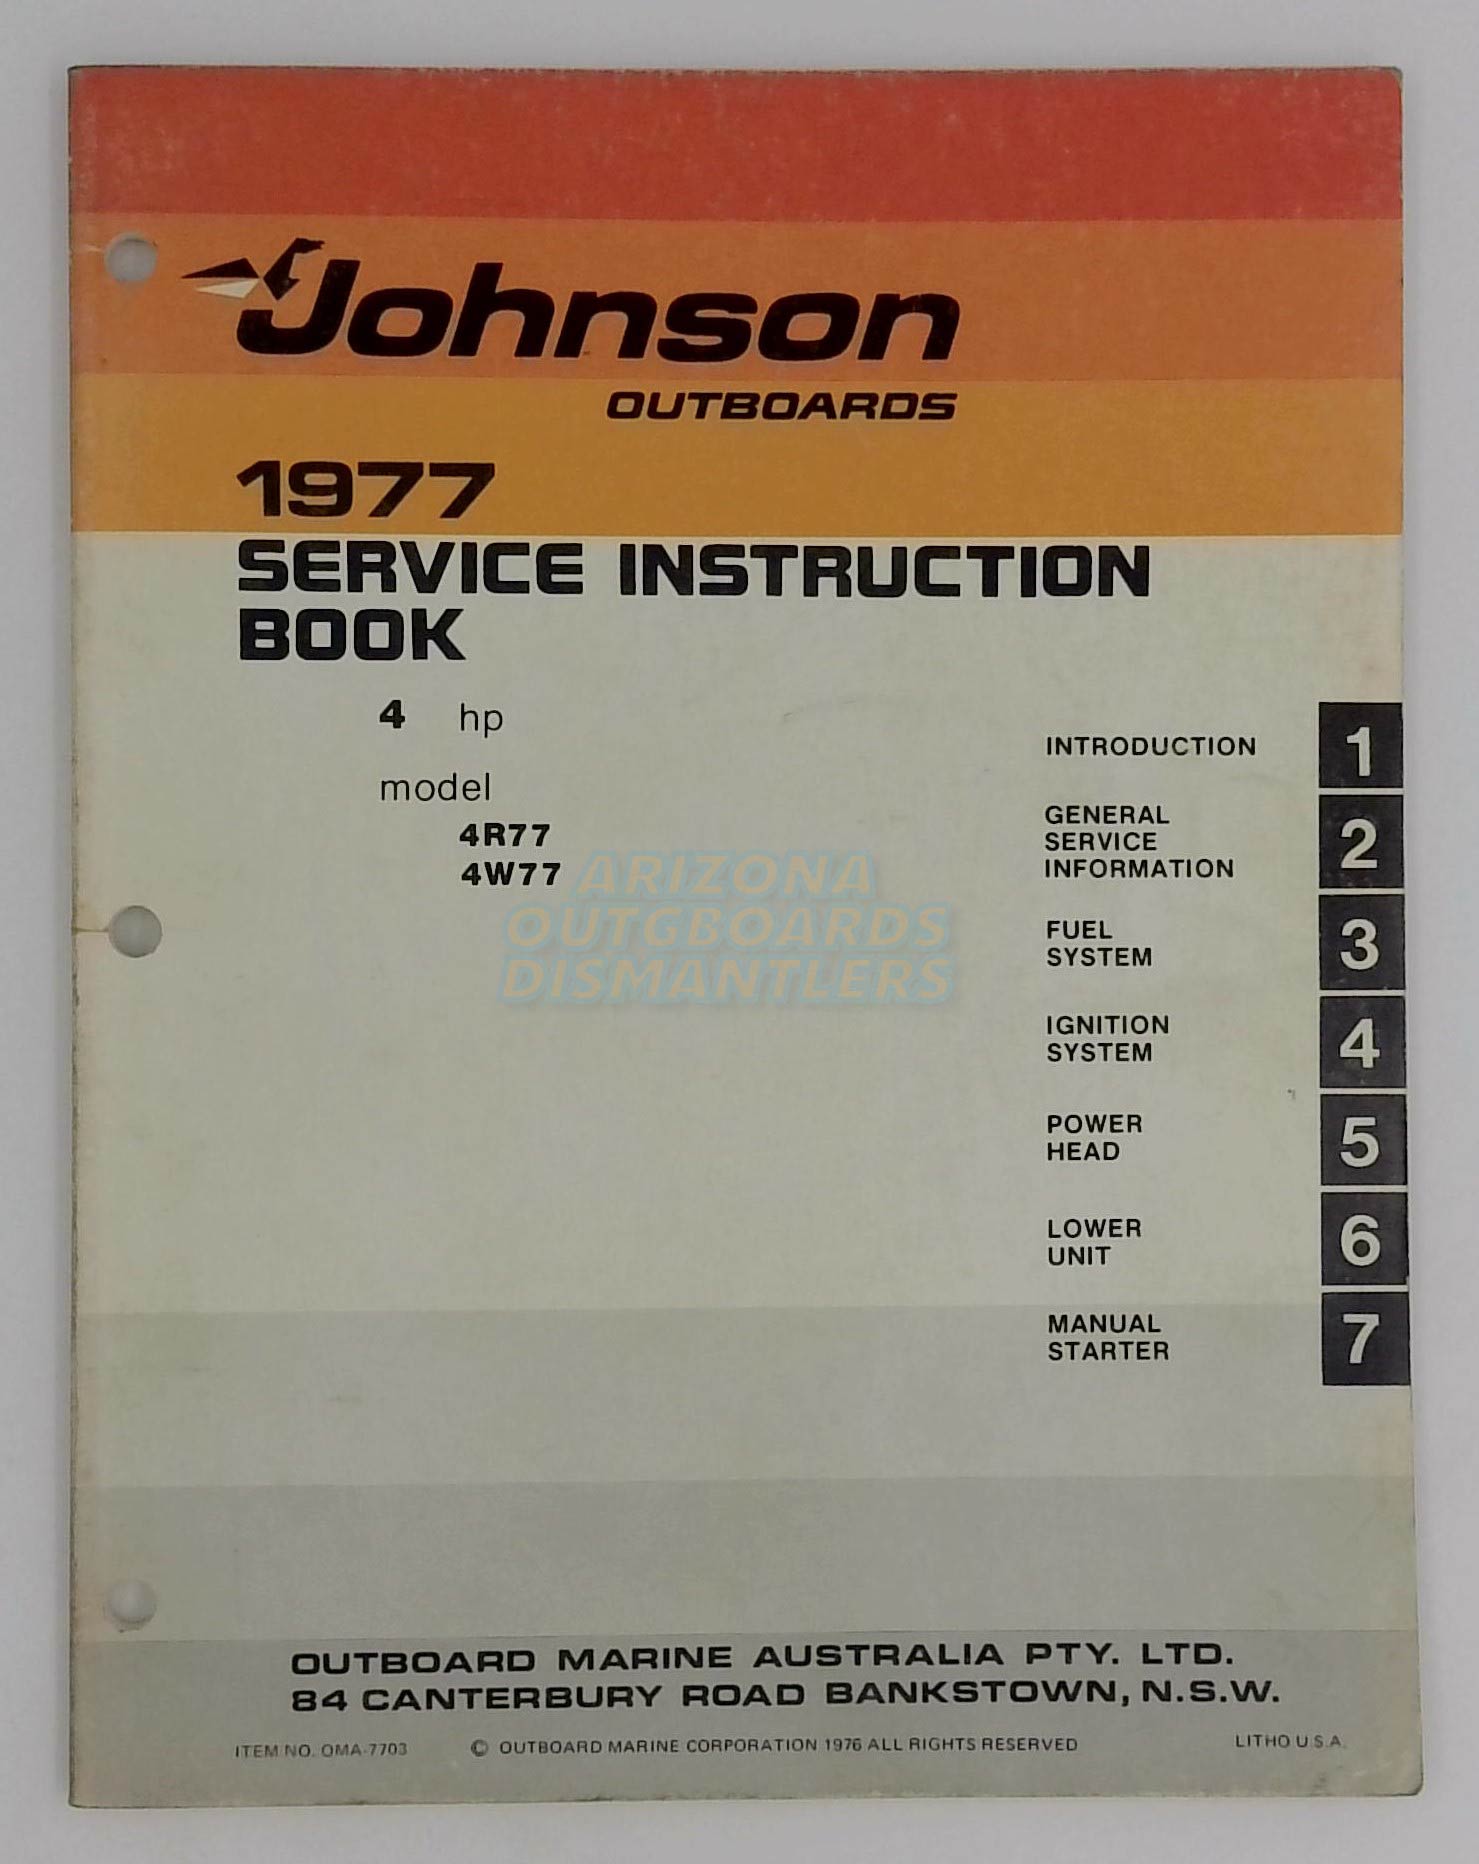 Johnson
OUTBOARDS
1977
SERVICE INSTRUCTION
BOOK
4 hp
model
4R77
4W77
ARIZONA
OUTGBOARDS
DISMANTLERS
INTRODUCTION 1
GENERAL
SERVICE
INFORMATION
2
FUEL
SYSTEM
3
IGNITION
SYSTEM
4
POWER
HEAD
5
LOWER
UNIT
6
MANUAL
STARTER
7
OUTBOARD MARINE AUSTRALIA PTY. LTD.
84 CANTERBURY ROAD BANKSTOWN, N.S.W.
ITEM NO. OMA-7703 © OUTBOARD MARINE CORPORATION 1976 ALL RIGHTS RESERVED LITHO U.S.A.